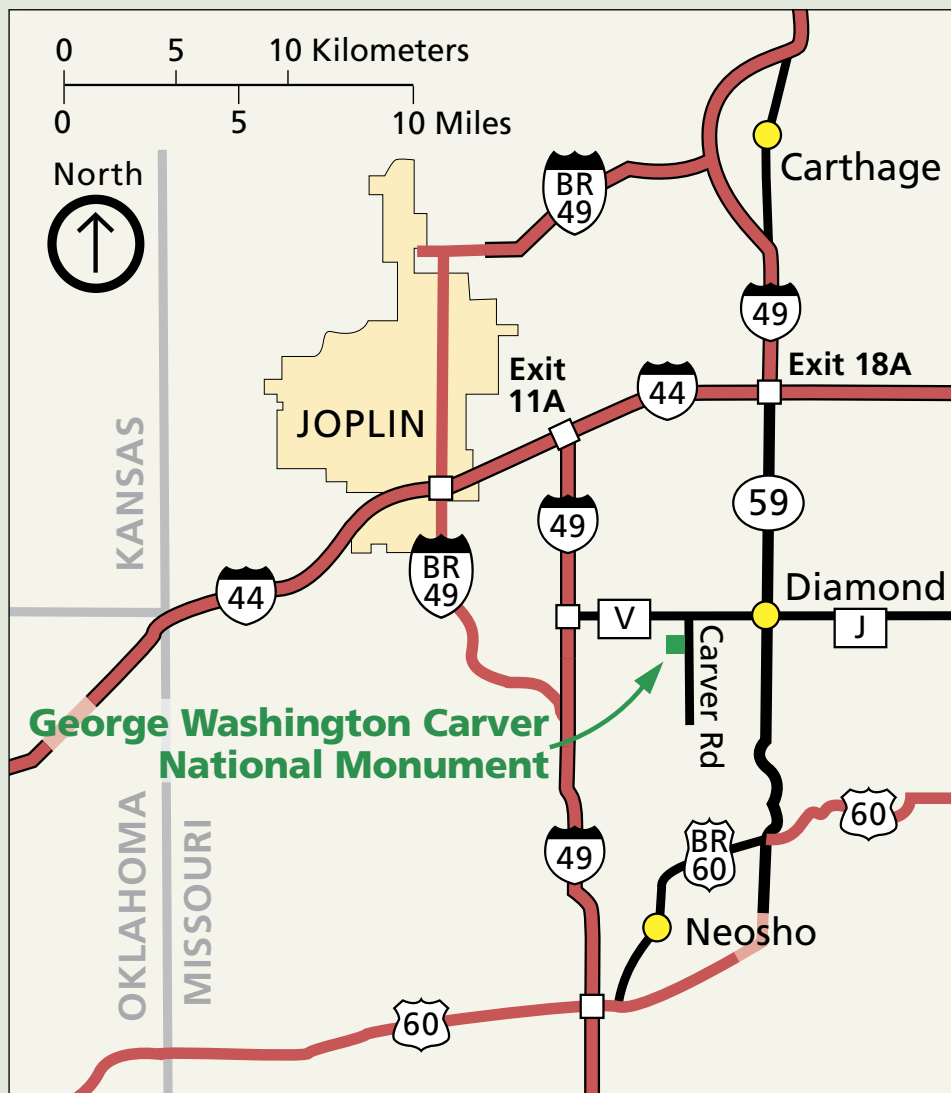 0 5 10 Kilometers
0 5 10 Miles
North
BR
49
Carthage
49
Exit 18A
Exit
11A
44
JOPLIN
KANSAS
59
49
BR
49
44
Diamond
V
J
Carver Rd
George Washington Carver
National Monument
60
BR
60
49
OKLAHOMA
MISSOURI
Neosho
60